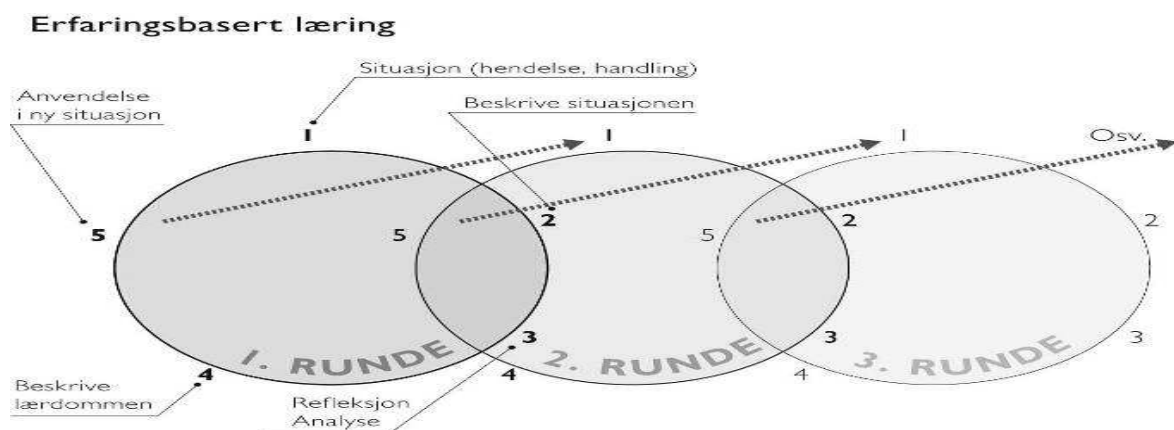 Erfaringsbasert læring
Situasjon (hendelse, handling)
Anvendelse
i ny situasjon
Beskrive situasjonen
1
1
1
Osv.
5
5
2
5
2
2
3
3
3
4
4
4
1. RUNDE
2. RUNDE
3. RUNDE
Beskrive
lærdommen
Refleksjon
Analyse